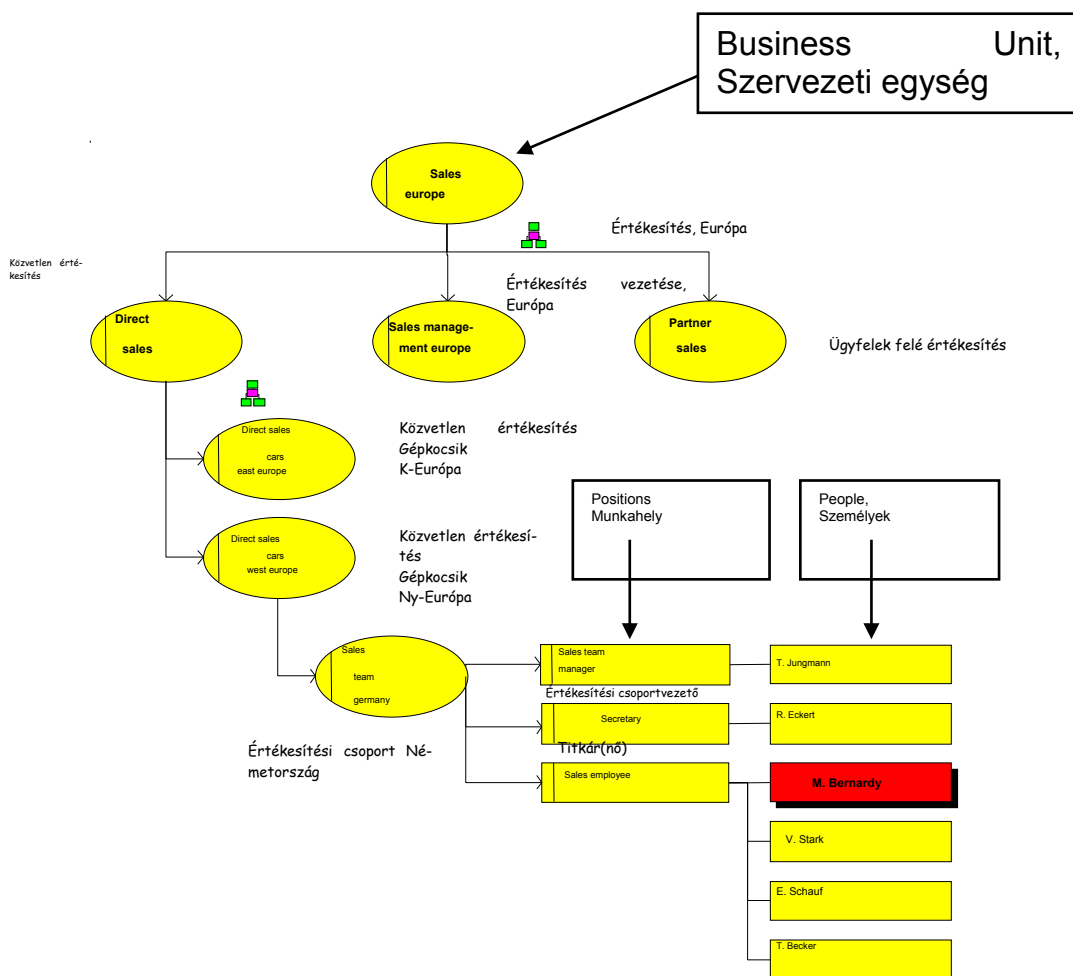 Business Unit,
Szervezeti egység
Sales
europe
Értékesítés, Európa
Közvetlen érté-
kesítés
Értékesítés vezetése,
Európa
Direct
sales
Sales manage-
ment europe
Partner
sales
Ügyfelek felé értékesítés
Direct sales
cars
east europe
Közvetlen értékesítés
Gépkocsik
K-Európa
Positions
Munkahely
People,
Személyek
Direct sales
cars
west europe
Közvetlen értékesí-
tés
Gépkocsik
Ny-Európa
Sales
team
germany
Sales team
manager
T. Jungmann
Értékesítési csoportvezető
Secretary
R. Eckert
Értékesítési csoport Né-
metország
Titkár(nő)
Sales employee
M. Bernardy
V. Stark
E. Schauf
T. Becker